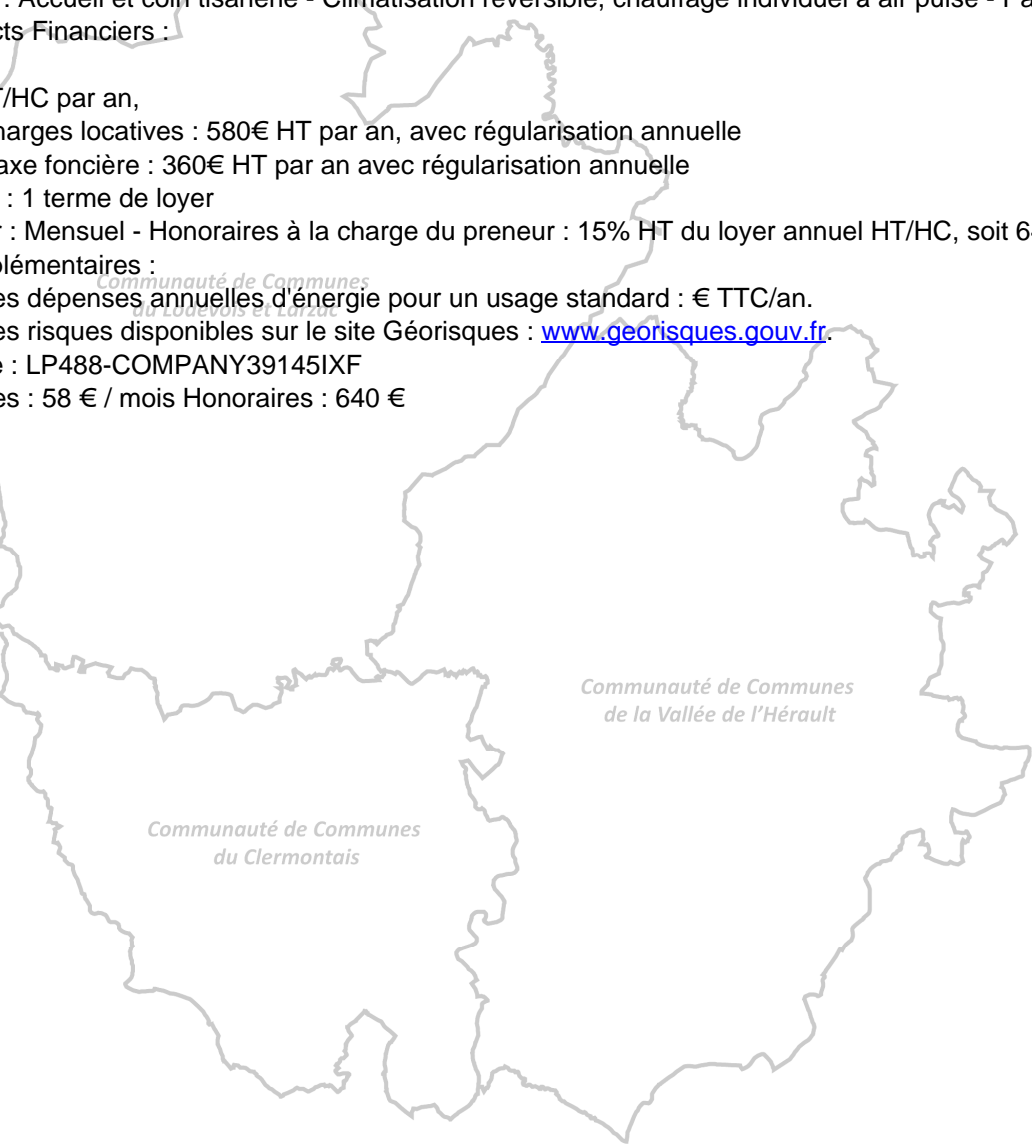 : Accueil et coin tisanerie - Climatisation réversible, chauffage individuel à air pulsé - Pa
cts Financiers :
T/HC par an,
harges locatives : 580€ HT par an, avec régularisation annuelle
axe foncière : 360€ HT par an avec régularisation annuelle
: 1 terme de loyer
r : Mensuel - Honoraires à la charge du preneur : 15% HT du loyer annuel HT/HC, soit 64
plémentaires :
Communauté de Communes
es dépenses annuelles d'énergie pour un usage standard : € TTC/an.
du Lodévois et Larzac
es risques disponibles sur le site Géorisques : www.georisques.gouv.fr.
e : LP488-COMPANY39145IXF
es : 58 € / mois Honoraires : 640 €
Communauté de Communes
de la Vallée de l'Hérault
Communauté de Communes
du Clermontais